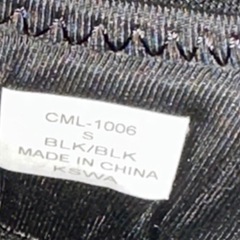 CML-1006
S
BLK/BLK
MADE IN CHINA
KSWA